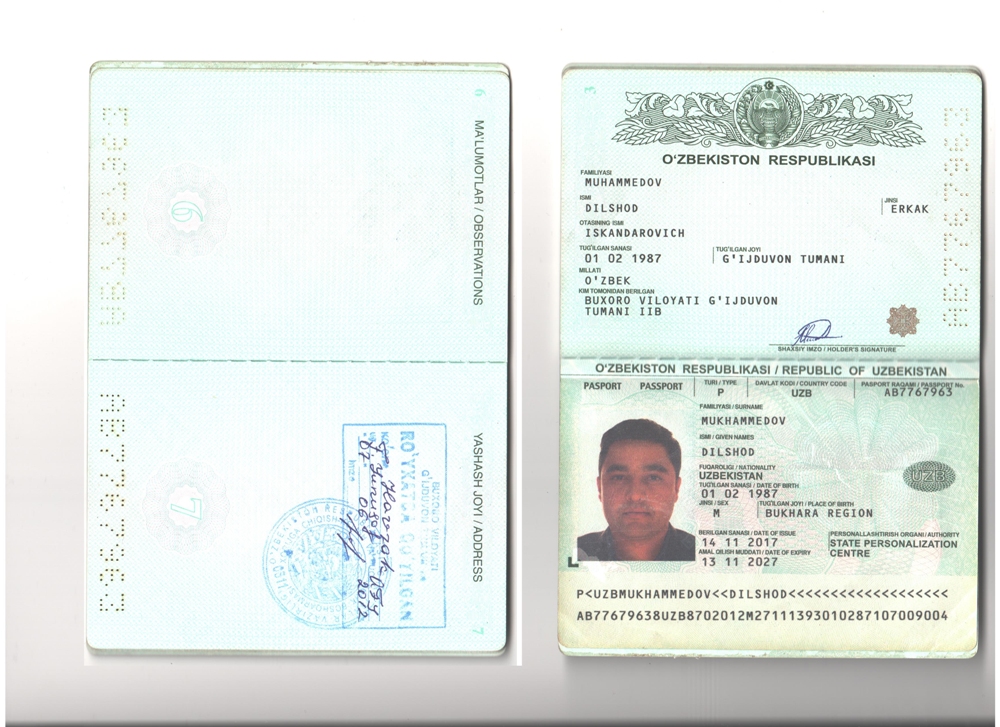 6
MA'LUMOTLAR / OBSERVATIONS
6
YASHASH JOYI / ADDRESS
7
BUXORO VILOYATI
G'IJDUVON
RO'YXATGA QO'YILGAN
2012
7
3
O'ZBEKISTON RESPUBLIKASI
FAMILIYASI
MUHAMMEDOV
ISMI
DILSHOD
JINSI
ERKAK
OTASINING ISMI
ISKANDAROVICH
TUG'ILGAN SANASI
01 02 1987
TUG'ILGAN JOYI
G'IJDUVON TUMANI
MILLATI
O'ZBEK
KIM TOMONIDAN BERILGAN
BUXORO VILOYATI G'IJDUVON
TUMANI IIB
SHAXSIY IMZO / HOLDER'S SIGNATURE
AB7767963
O'ZBEKISTON RESPUBLIKASI / REPUBLIC OF UZBEKISTAN
PASPORT PASSPORT
TURI / TYPE
P
DAVLAT KODI / COUNTRY CODE
UZB
PASPORT RAQAMI / PASSPORT No.
AB7767963
FAMILIYASI / SURNAME
MUKHAMMEDOV
ISMI / GIVEN NAMES
DILSHOD
FUQAROLIGI / NATIONALITY
UZBEKISTAN
UZB
TUG'ILGAN SANASI / DATE OF BIRTH
01 02 1987
JINSI / SEX
M
TUG'ILGAN JOYI / PLACE OF BIRTH
BUKHARA REGION
BERILGAN SANASI / DATE OF ISSUE
14 11 2017
PERSONALLASHTIRISH ORGANI / AUTHORITY
STATE PERSONALIZATION
CENTRE
AMAL QILISH MUDDATI / DATE OF EXPIRY
13 11 2027
P<UZBMUKHAMMEDOV<<DILSHOD<<<<<<<<<<<<<<<<<<<
AB77679638UZB8702012M27111393010287107009004